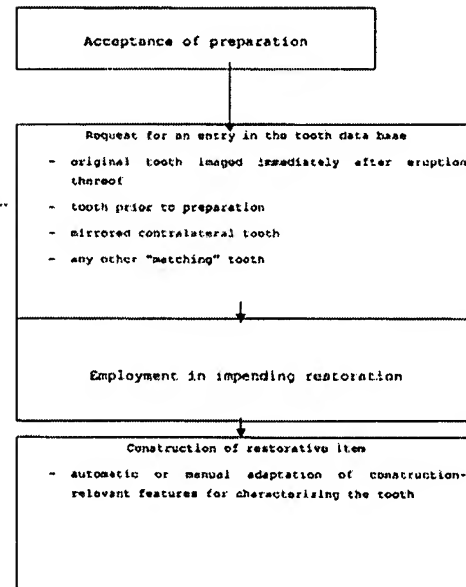 Acceptance of preparation
Request for an entry in the tooth data base
- original tooth imaged immediately after eruption
thereof
- tooth prior to preparation
- mirrored contralateral tooth
- any other "matching" tooth
Employment in impending restoration
Construction of restorative item
- automatic or manual adaptation of construction-
relevant features for characterizing the tooth